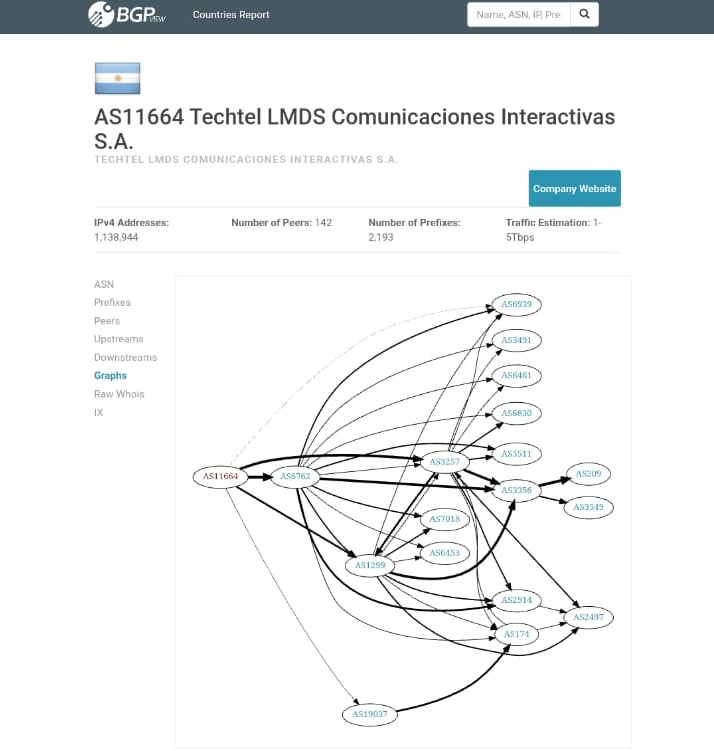 BGPVIEW Countries Report Name, ASN, IP, Pre
AS11664 Techtel LMDS Comunicaciones Interactivas
S.A.
TECHTEL LMDS COMUNICACIONES INTERACTIVAS S.A.
Company Website
IPv4 Addresses: Number of Peers: 142 Number of Prefixes: Traffic Estimation: 1-
1,138,944 2,193 5Tbps
ASN
Prefixes
Peers
Upstreams
Downstreams
Graphs
Raw Whois
IX
AS6939
AS3491
AS6461
AS6830
AS5511
AS3257
AS209
AS11664 AS6762
AS3356
AS3549
AS7018
AS6453
AS1299
AS2914
AS2497
AS174
AS19037